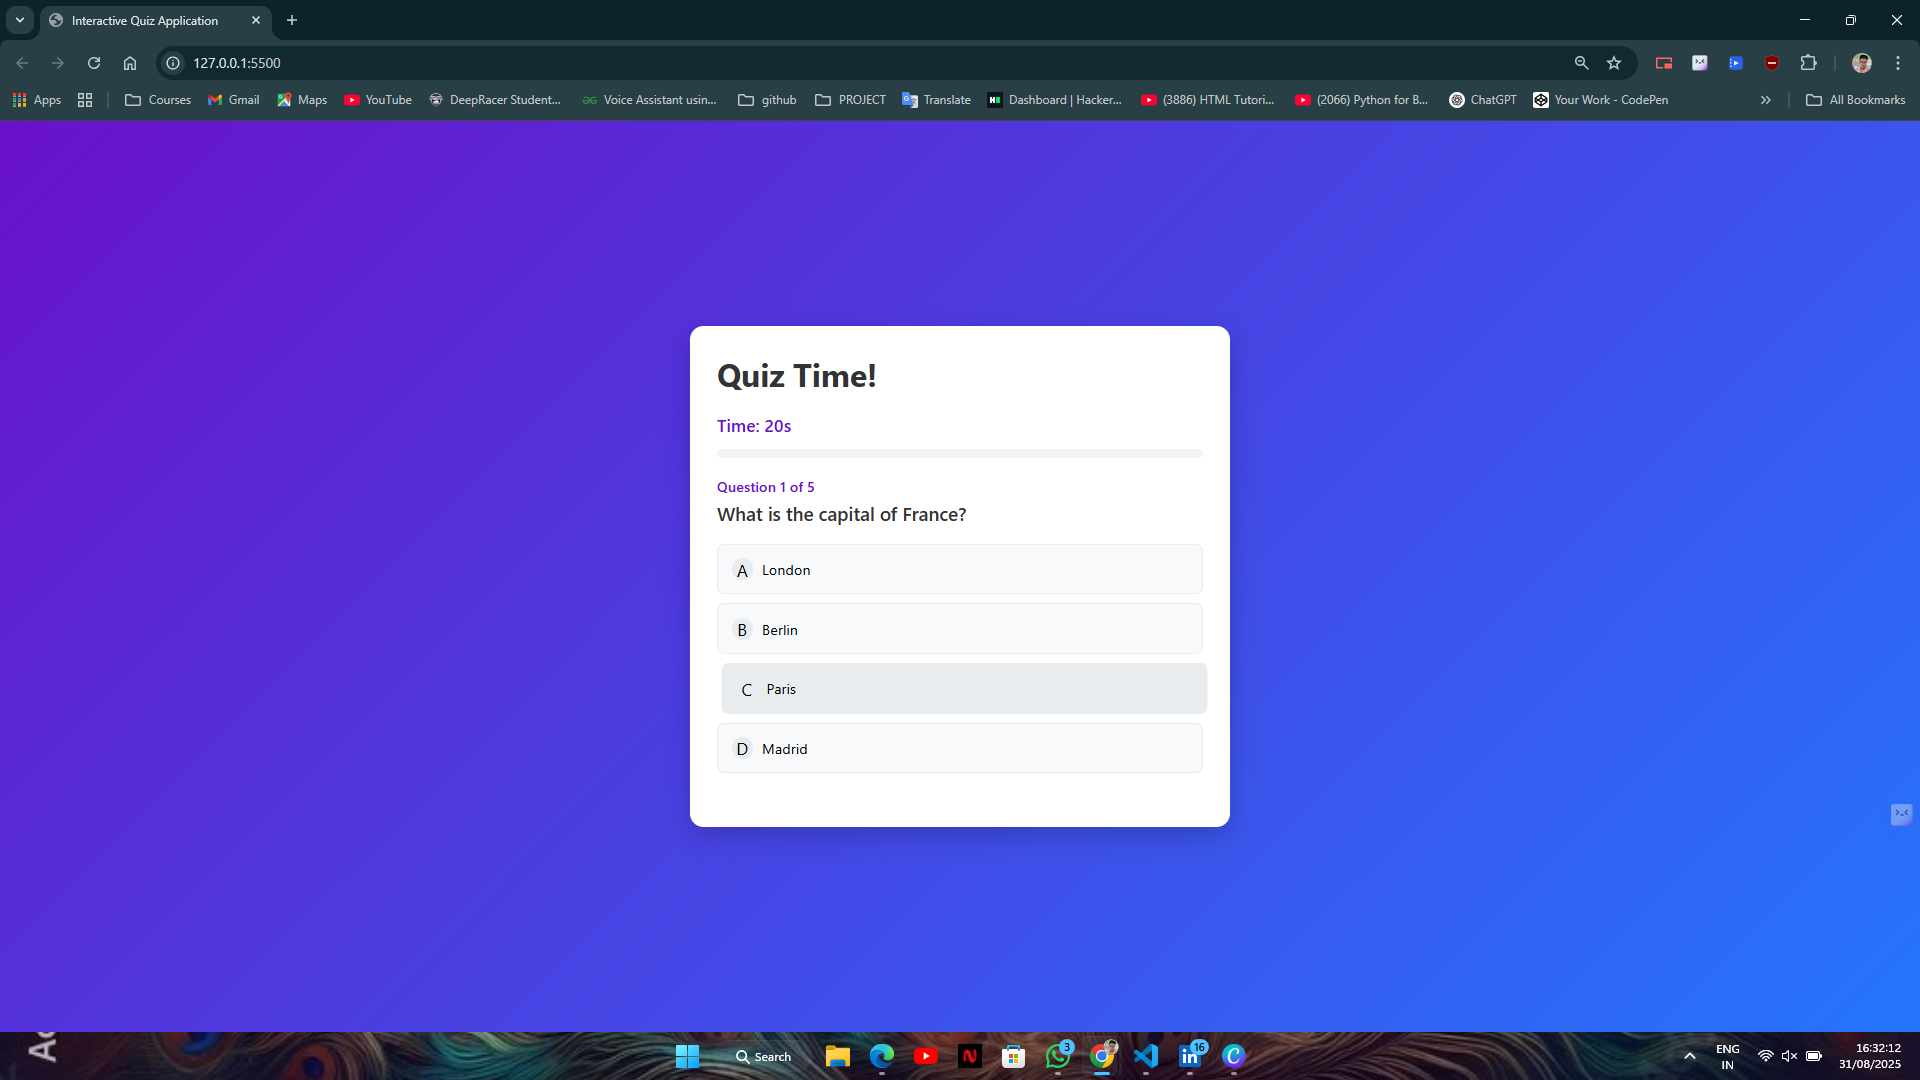 Interactive Quiz Application
127.0.0.1:5500
Apps Courses Gmail Maps YouTube DeepRacer Student... Voice Assistant usin... github PROJECT Translate Dashboard | Hacker... (3886) HTML Tutori... (2066) Python for B... ChatGPT Your Work - CodePen All Bookmarks
Quiz Time!
Time: 20s
Question 1 of 5
What is the capital of France?
A London
B Berlin
C Paris
D Madrid
Search
3
16
ENG
IN
16:32:12
31/08/2025